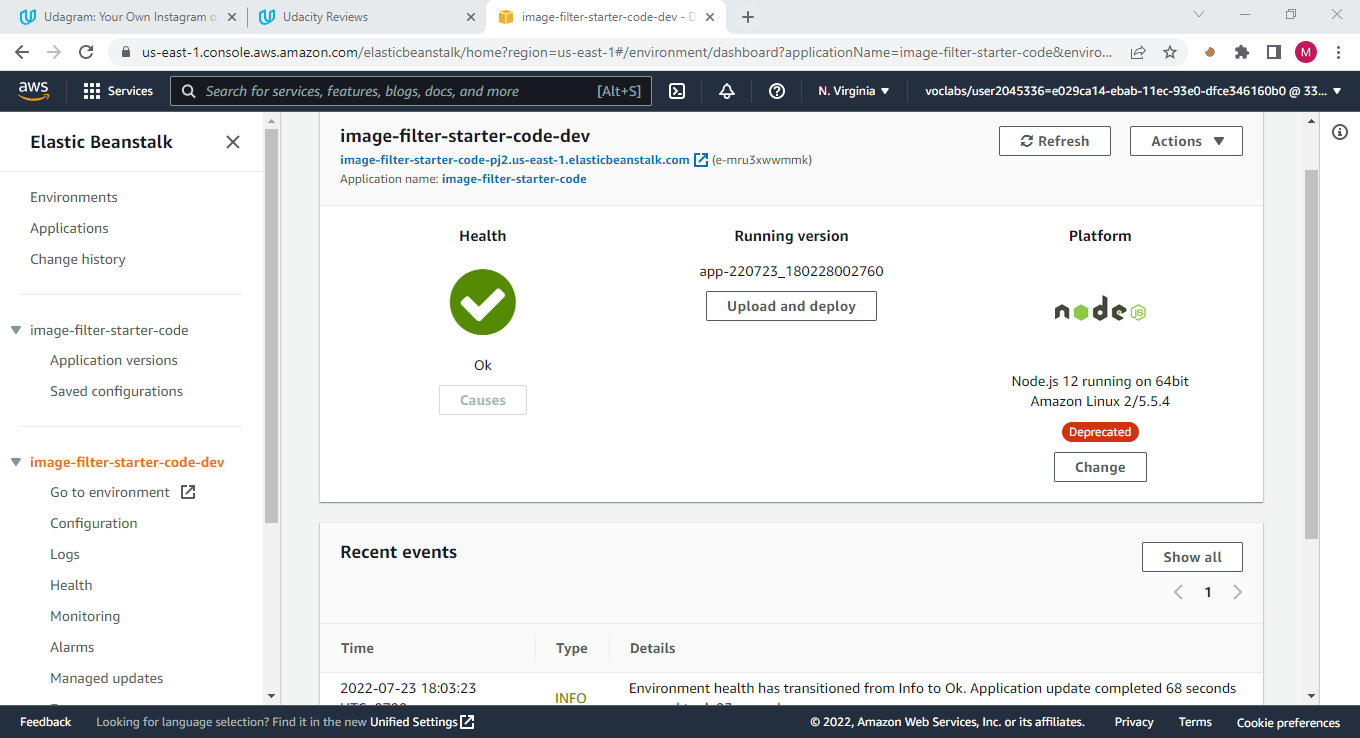 Udagram: Your Own Instagram o
Udacity Reviews
image-filter-starter-code-dev - D
us-east-1.console.aws.amazon.com/elasticbeanstalk/home?region=us-east-1#/environment/dashboard?applicationName=image-filter-starter-code&enviro...
M
aws
Services
Search for services, features, blogs, docs, and more
[Alt+S]
N. Virginia
voclabs/user2045336=e029ca14-ebab-11ec-93e0-dfce346160b0 @ 33...
Elastic Beanstalk
Environments
Applications
Change history
image-filter-starter-code
Application versions
Saved configurations
image-filter-starter-code-dev
Go to environment
Configuration
Logs
Health
Monitoring
Alarms
Managed updates
image-filter-starter-code-dev
image-filter-starter-code-pj2.us-east-1.elasticbeanstalk.com (e-mru3xwwmmk)
Application name: image-filter-starter-code
Refresh
Actions
Health
Ok
Causes
Running version
app-220723_180228002760
Upload and deploy
Platform
node JS
Node.js 12 running on 64bit
Amazon Linux 2/5.5.4
Deprecated
Change
Recent events
Show all
1
Time
Type
Details
2022-07-23 18:03:23
INFO
Environment health has transitioned from Info to Ok. Application update completed 68 seconds
Feedback
Looking for language selection? Find it in the new Unified Settings
© 2022, Amazon Web Services, Inc. or its affiliates.
Privacy
Terms
Cookie preferences